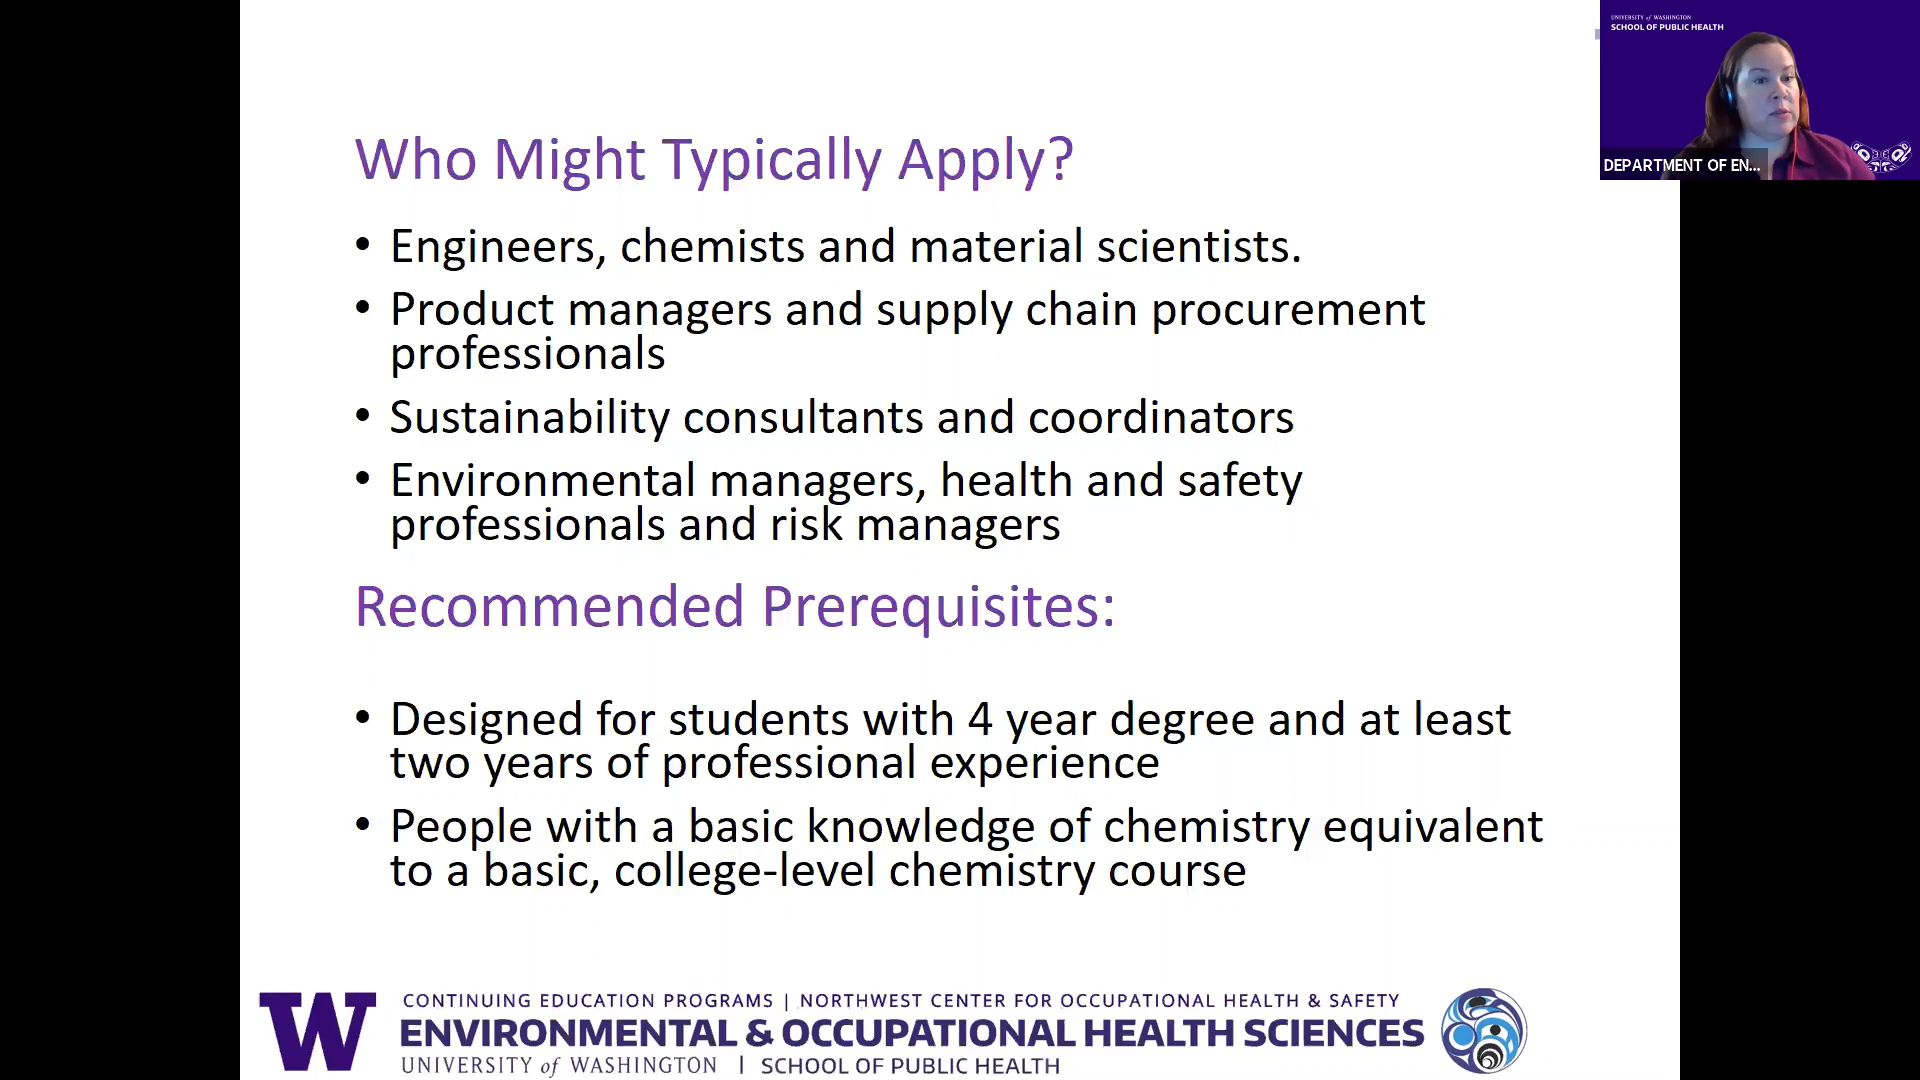 UNIVERSITY of WASHINGTON
SCHOOL OF PUBLIC HEALTH
DEPARTMENT OF EN...
Who Might Typically Apply?
• Engineers, chemists and material scientists.
• Product managers and supply chain procurement
professionals
• Sustainability consultants and coordinators
• Environmental managers, health and safety
professionals and risk managers
Recommended Prerequisites:
• Designed for students with 4 year degree and at least
two years of professional experience
• People with a basic knowledge of chemistry equivalent
to a basic, college-level chemistry course
W
CONTINUING EDUCATION PROGRAMS | NORTHWEST CENTER FOR OCCUPATIONAL HEALTH & SAFETY
ENVIRONMENTAL & OCCUPATIONAL HEALTH SCIENCES
UNIVERSITY of WASHINGTON | SCHOOL OF PUBLIC HEALTH